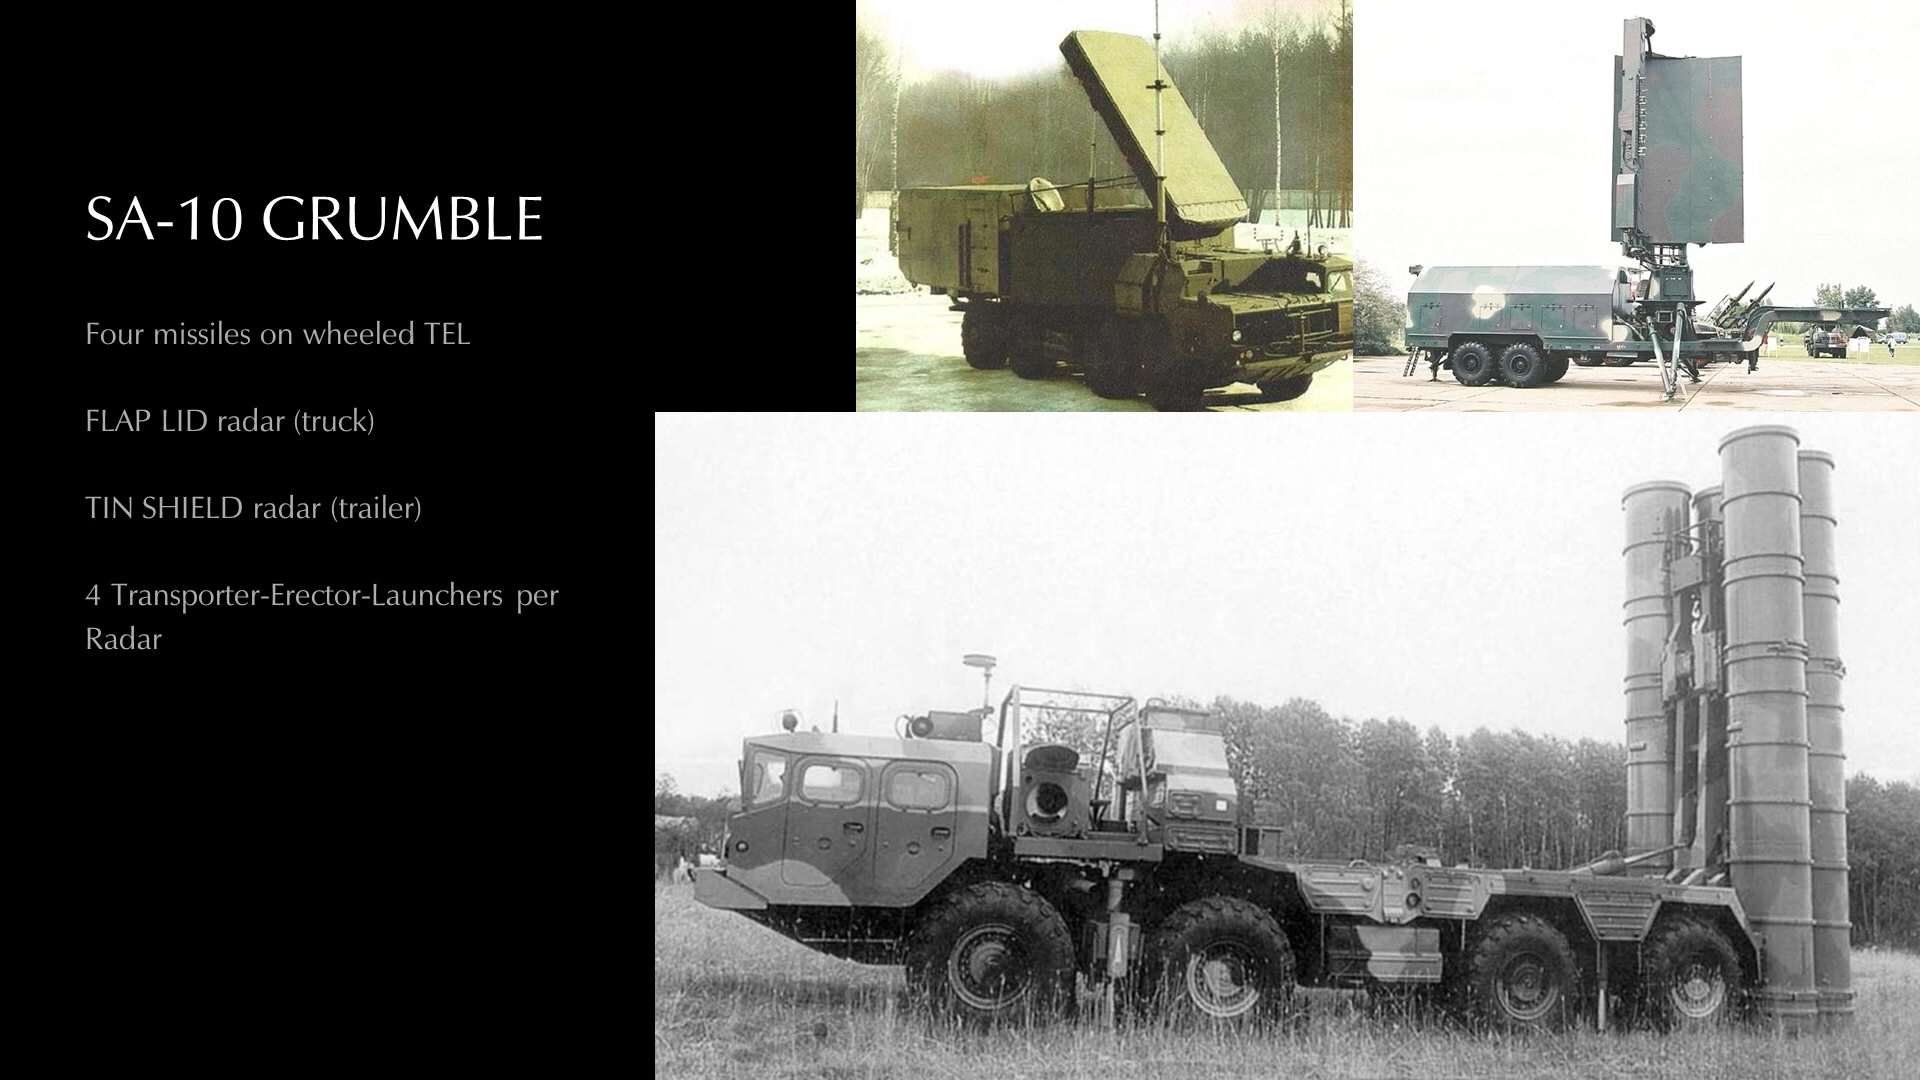 SA-10 GRUMBLE
Four missiles on wheeled TEL
FLAP LID radar (truck)
TIN SHIELD radar (trailer)
4 Transporter-Erector-Launchers per
Radar